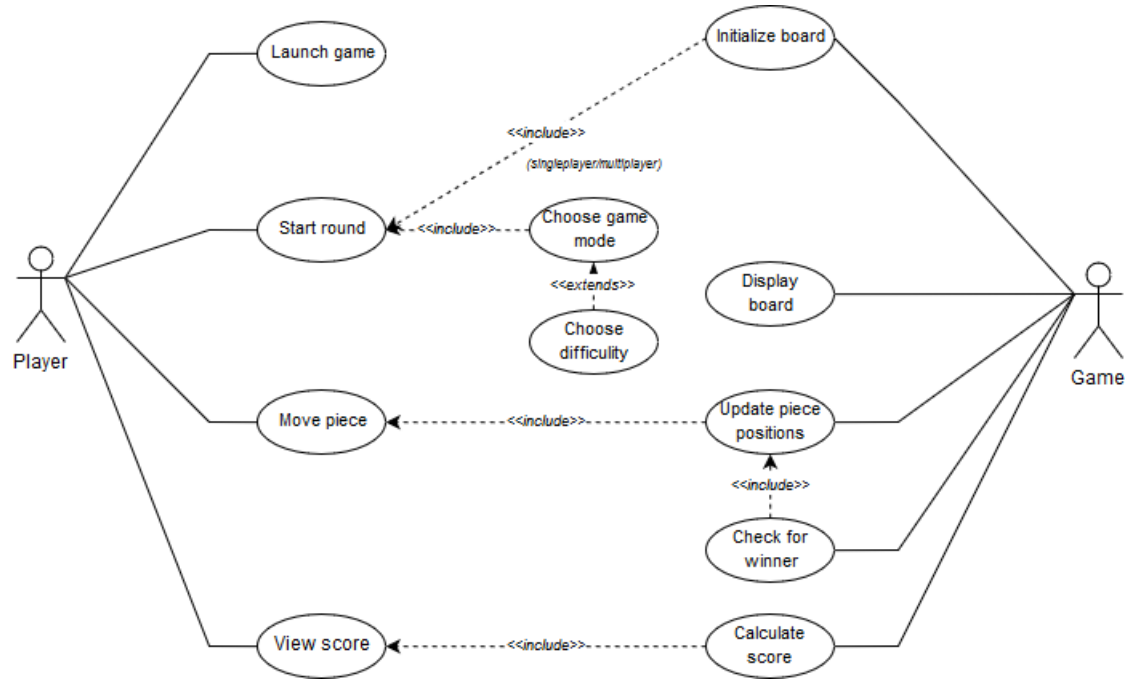 Launch game
Initialize board
<<include>>
(singleplayer/multiplayer)
Start round
<<include>>
Choose game
mode
<<extends>>
Display
board
Choose
difficulity
Player
Game
Move piece
<<include>>
Update piece
positions
<<include>>
Check for
winner
View score
<<include>>
Calculate
score